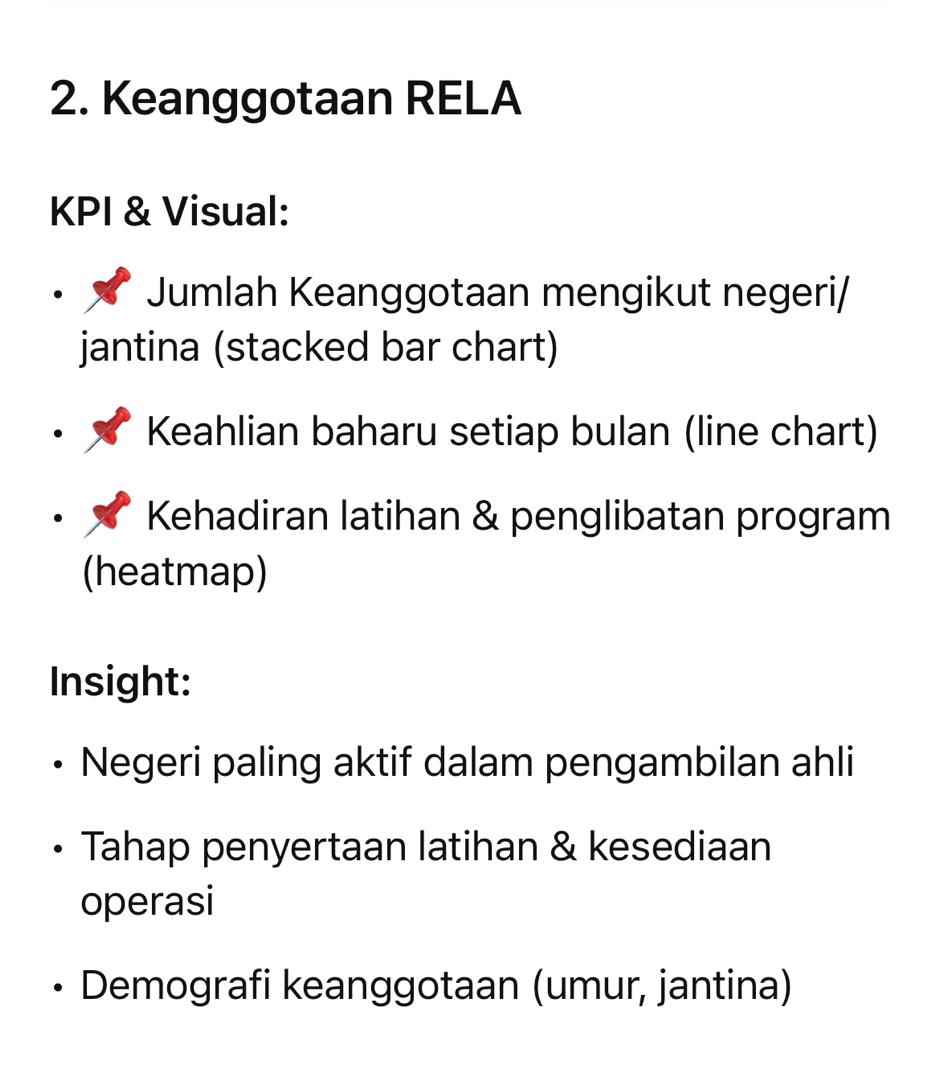 2. Keanggotaan RELA
KPI & Visual:
• 📌 Jumlah Keanggotaan mengikut negeri/
jantina (stacked bar chart)
• 📌 Keahlian baharu setiap bulan (line chart)
• 📌 Kehadiran latihan & penglibatan program
(heatmap)
Insight:
• Negeri paling aktif dalam pengambilan ahli
• Tahap penyertaan latihan & kesediaan
operasi
• Demografi keanggotaan (umur, jantina)